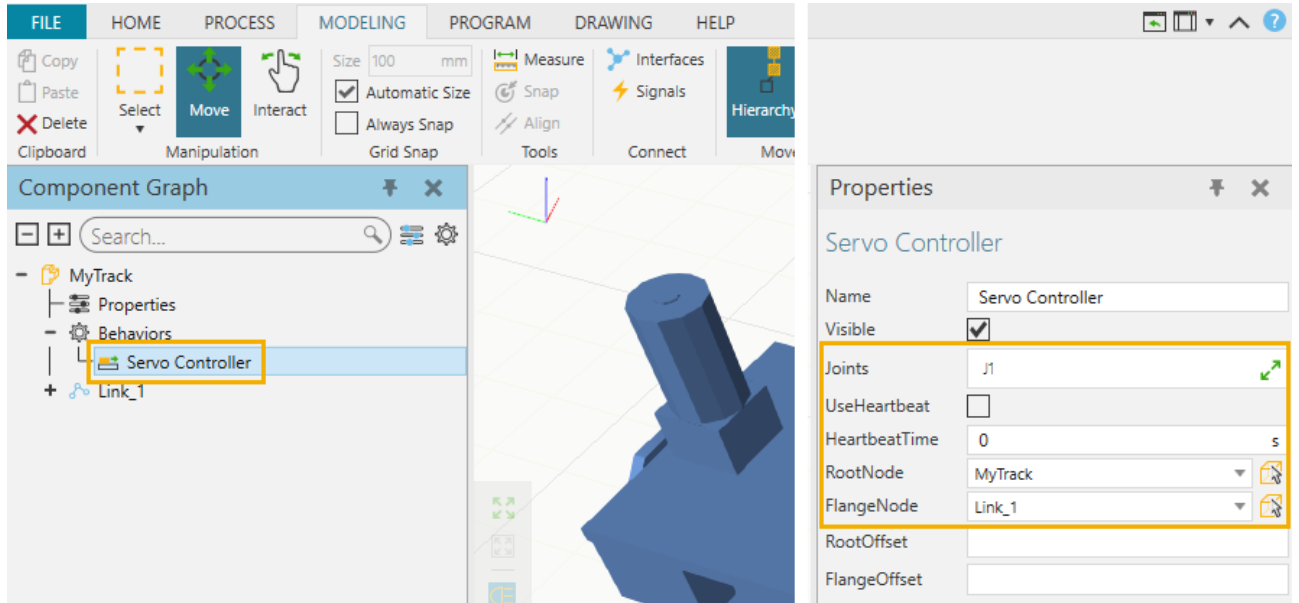 FILE HOME PROCESS MODELING PROGRAM DRAWING HELP
Copy
Paste
Delete
Clipboard
Select
Move
Interact
Manipulation
Size 100 mm
Automatic Size
Always Snap
Grid Snap
Measure
Snap
Align
Tools
Interfaces
Signals
Connect
Hierarchy
Move
Component Graph
Search...
MyTrack
Properties
Behaviors
Servo Controller
Link_1
Properties
Servo Controller
Name Servo Controller
Visible
Joints J1
UseHeartbeat
HeartbeatTime 0 s
RootNode MyTrack
FlangeNode Link_1
RootOffset
FlangeOffset